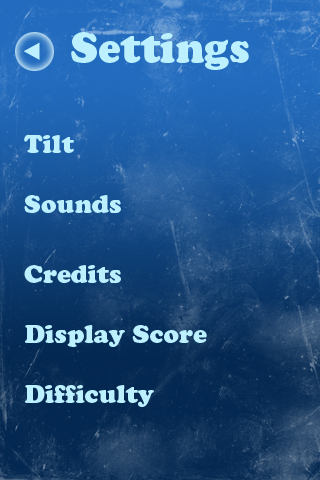 Settings
Tilt
Sounds
Credits
Display Score
Difficulty